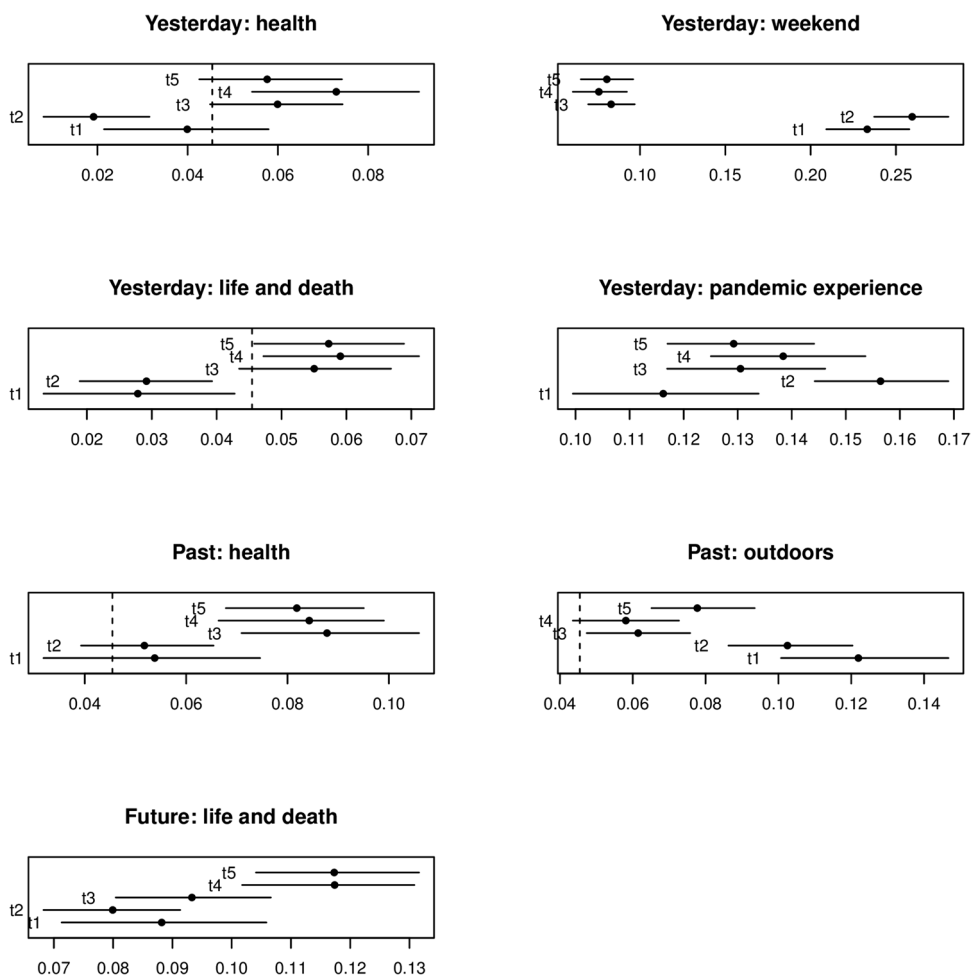 Yesterday: health
t5
t4
t3
t2
t1
0.02 0.04 0.06 0.08
Yesterday: weekend
t5
t4
t3
t2
t1
0.10 0.15 0.20 0.25
Yesterday: life and death
t5
t4
t3
t2
t1
0.02 0.03 0.04 0.05 0.06 0.07
Yesterday: pandemic experience
t5
t4
t3
t2
t1
0.10 0.11 0.12 0.13 0.14 0.15 0.16 0.17
Past: health
t5
t4
t3
t2
t1
0.04 0.06 0.08 0.10
Past: outdoors
t5
t4
t3
t2
t1
0.04 0.06 0.08 0.10 0.12 0.14
Future: life and death
t5
t4
t3
t2
t1
0.07 0.08 0.09 0.10 0.11 0.12 0.13